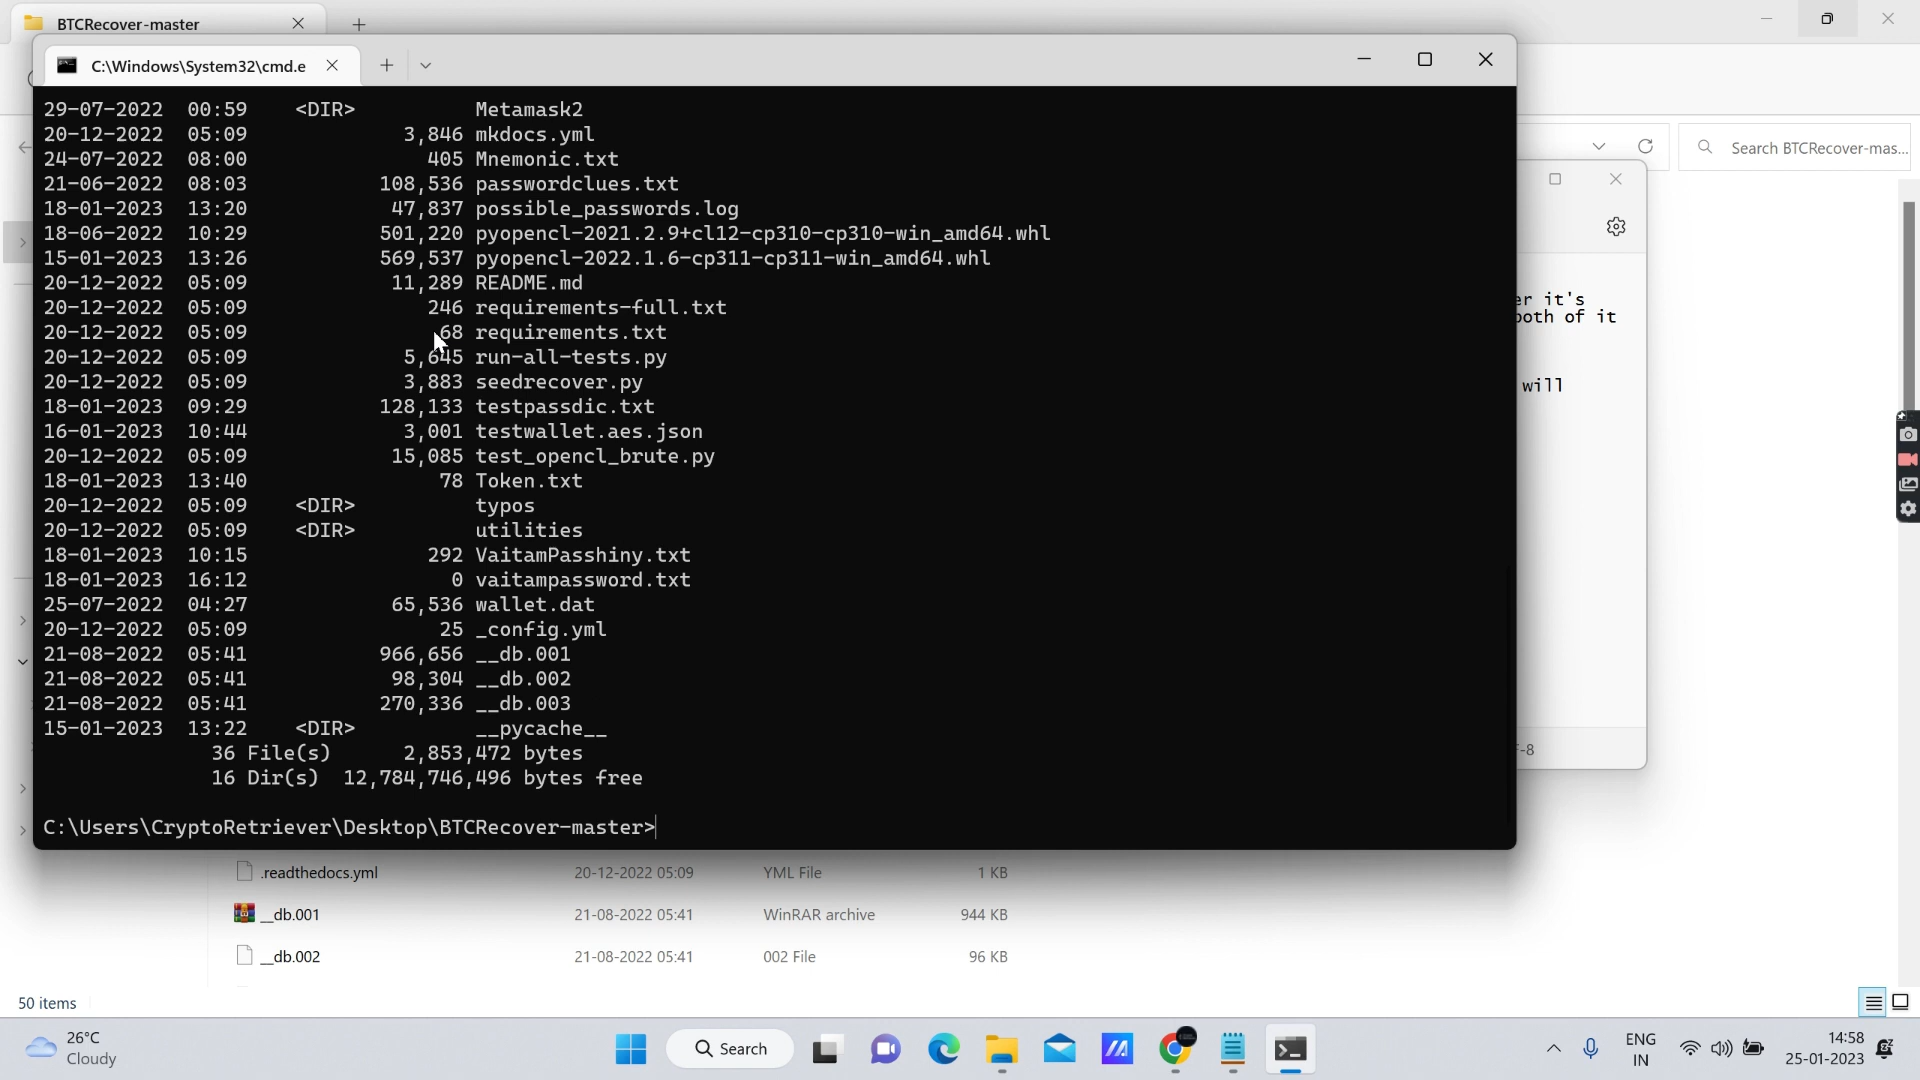 BTCRecover-master
C:\Windows\System32\cmd.e
29-07-2022 00:59 <DIR> Metamask2
20-12-2022 05:09 3,846 mkdocs.yml
24-07-2022 08:00 405 Mnemonic.txt
21-06-2022 08:03 108,536 passwordclues.txt
18-01-2023 13:20 47,837 possible_passwords.log
18-06-2022 10:29 501,220 pyopencl-2021.2.9+cl12-cp310-cp310-win_amd64.whl
15-01-2023 13:26 569,537 pyopencl-2022.1.6-cp311-cp311-win_amd64.whl
20-12-2022 05:09 11,289 README.md
20-12-2022 05:09 246 requirements-full.txt
20-12-2022 05:09 68 requirements.txt
20-12-2022 05:09 5,645 run-all-tests.py
20-12-2022 05:09 3,883 seedrecover.py
18-01-2023 09:29 128,133 testpassdic.txt
16-01-2023 10:44 3,001 testwallet.aes.json
20-12-2022 05:09 15,085 test_opencl_brute.py
18-01-2023 13:40 78 Token.txt
20-12-2022 05:09 <DIR> typos
20-12-2022 05:09 <DIR> utilities
18-01-2023 10:15 292 VaitamPasshiny.txt
18-01-2023 16:12 0 vaitampassword.txt
25-07-2022 04:27 65,536 wallet.dat
20-12-2022 05:09 25 _config.yml
21-08-2022 05:41 966,656 __db.001
21-08-2022 05:41 98,304 __db.002
21-08-2022 05:41 270,336 __db.003
15-01-2023 13:22 <DIR> __pycache__
36 File(s) 2,853,472 bytes
16 Dir(s) 12,784,746,496 bytes free
C:\Users\CryptoRetriever\Desktop\BTCRecover-master>
Search BTCRecover-mas...
it's
both of it
will
.readthedocs.yml 20-12-2022 05:09 YML File 1 KB
__db.001 21-08-2022 05:41 WinRAR archive 944 KB
__db.002 21-08-2022 05:41 002 File 96 KB
50 items
26°C
Cloudy
Search
ENG
IN
14:58
25-01-2023